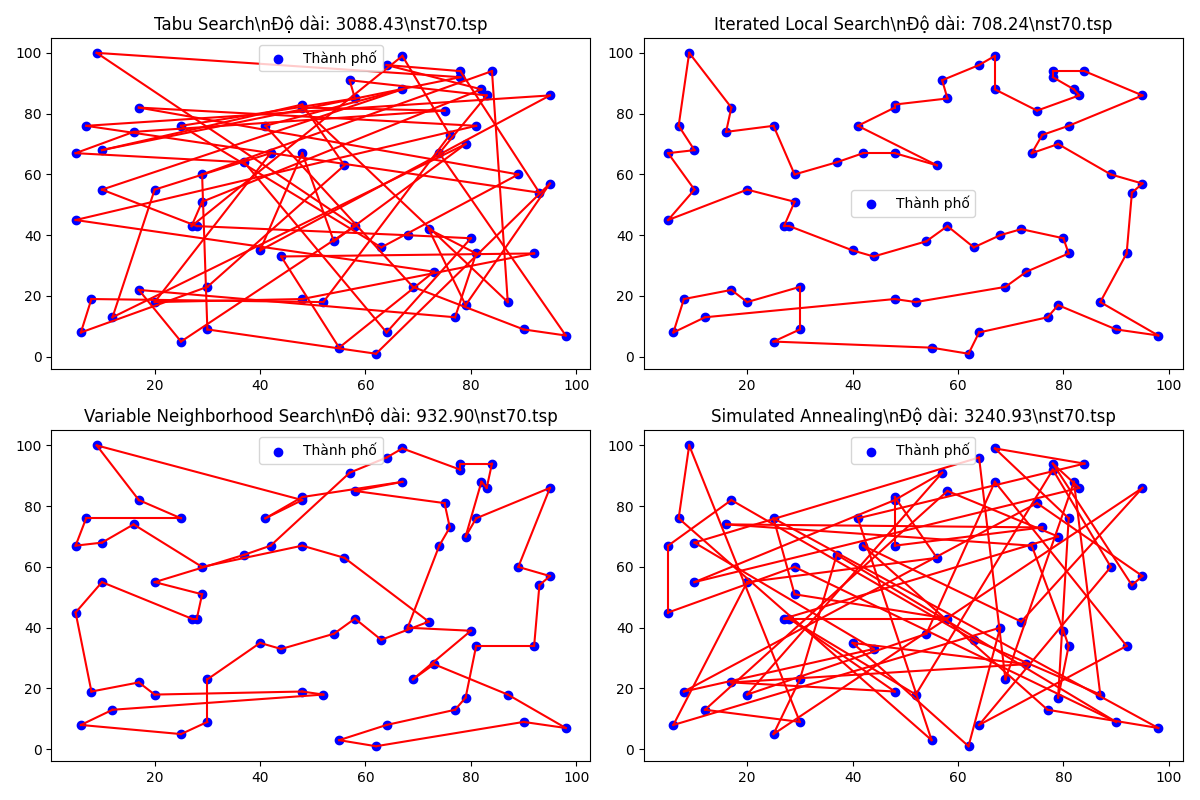 Tabu Search\nĐộ dài: 3088.43\nst70.tsp
Thành phố
100
80
60
40
20
0
20 40 60 80 100
Iterated Local Search\nĐộ dài: 708.24\nst70.tsp
Thành phố
100
80
60
40
20
0
20 40 60 80 100
Variable Neighborhood Search\nĐộ dài: 932.90\nst70.tsp
Thành phố
100
80
60
40
20
0
20 40 60 80 100
Simulated Annealing\nĐộ dài: 3240.93\nst70.tsp
Thành phố
100
80
60
40
20
0
20 40 60 80 100